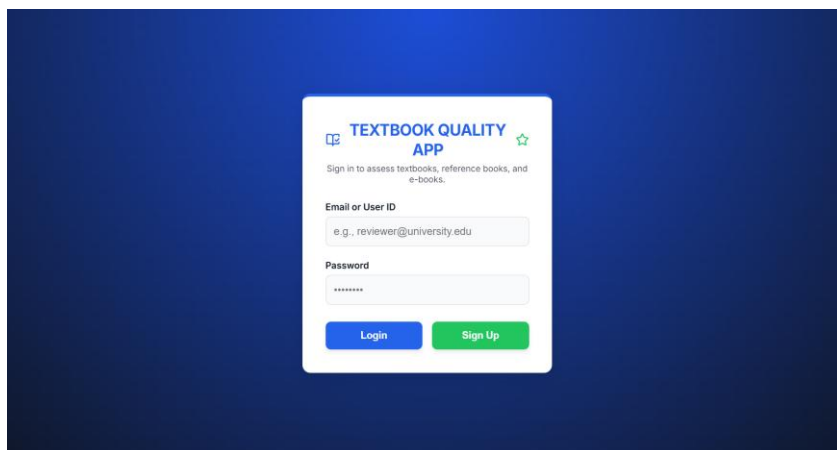 TEXTBOOK QUALITY
APP
Sign in to assess textbooks, reference books, and
e-books.
Email or User ID
e.g., reviewer@university.edu
Password
••••••••
Login
Sign Up